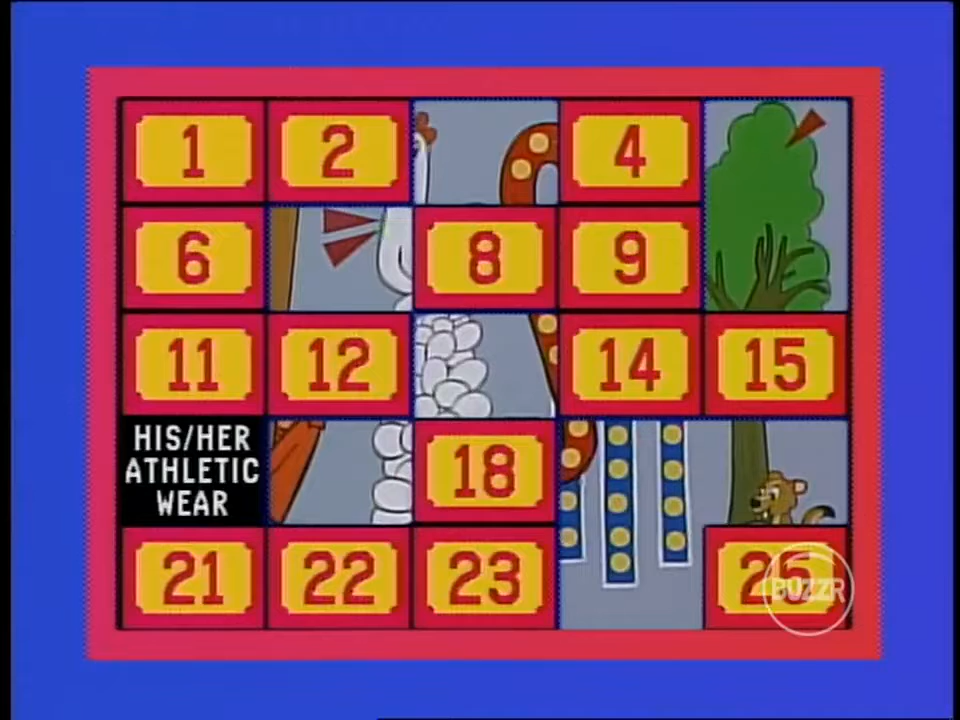 1 2 4
6 8 9
11 12 14 15
HIS/HER
ATHLETIC
WEAR
18
21 22 23 25
BUZZR